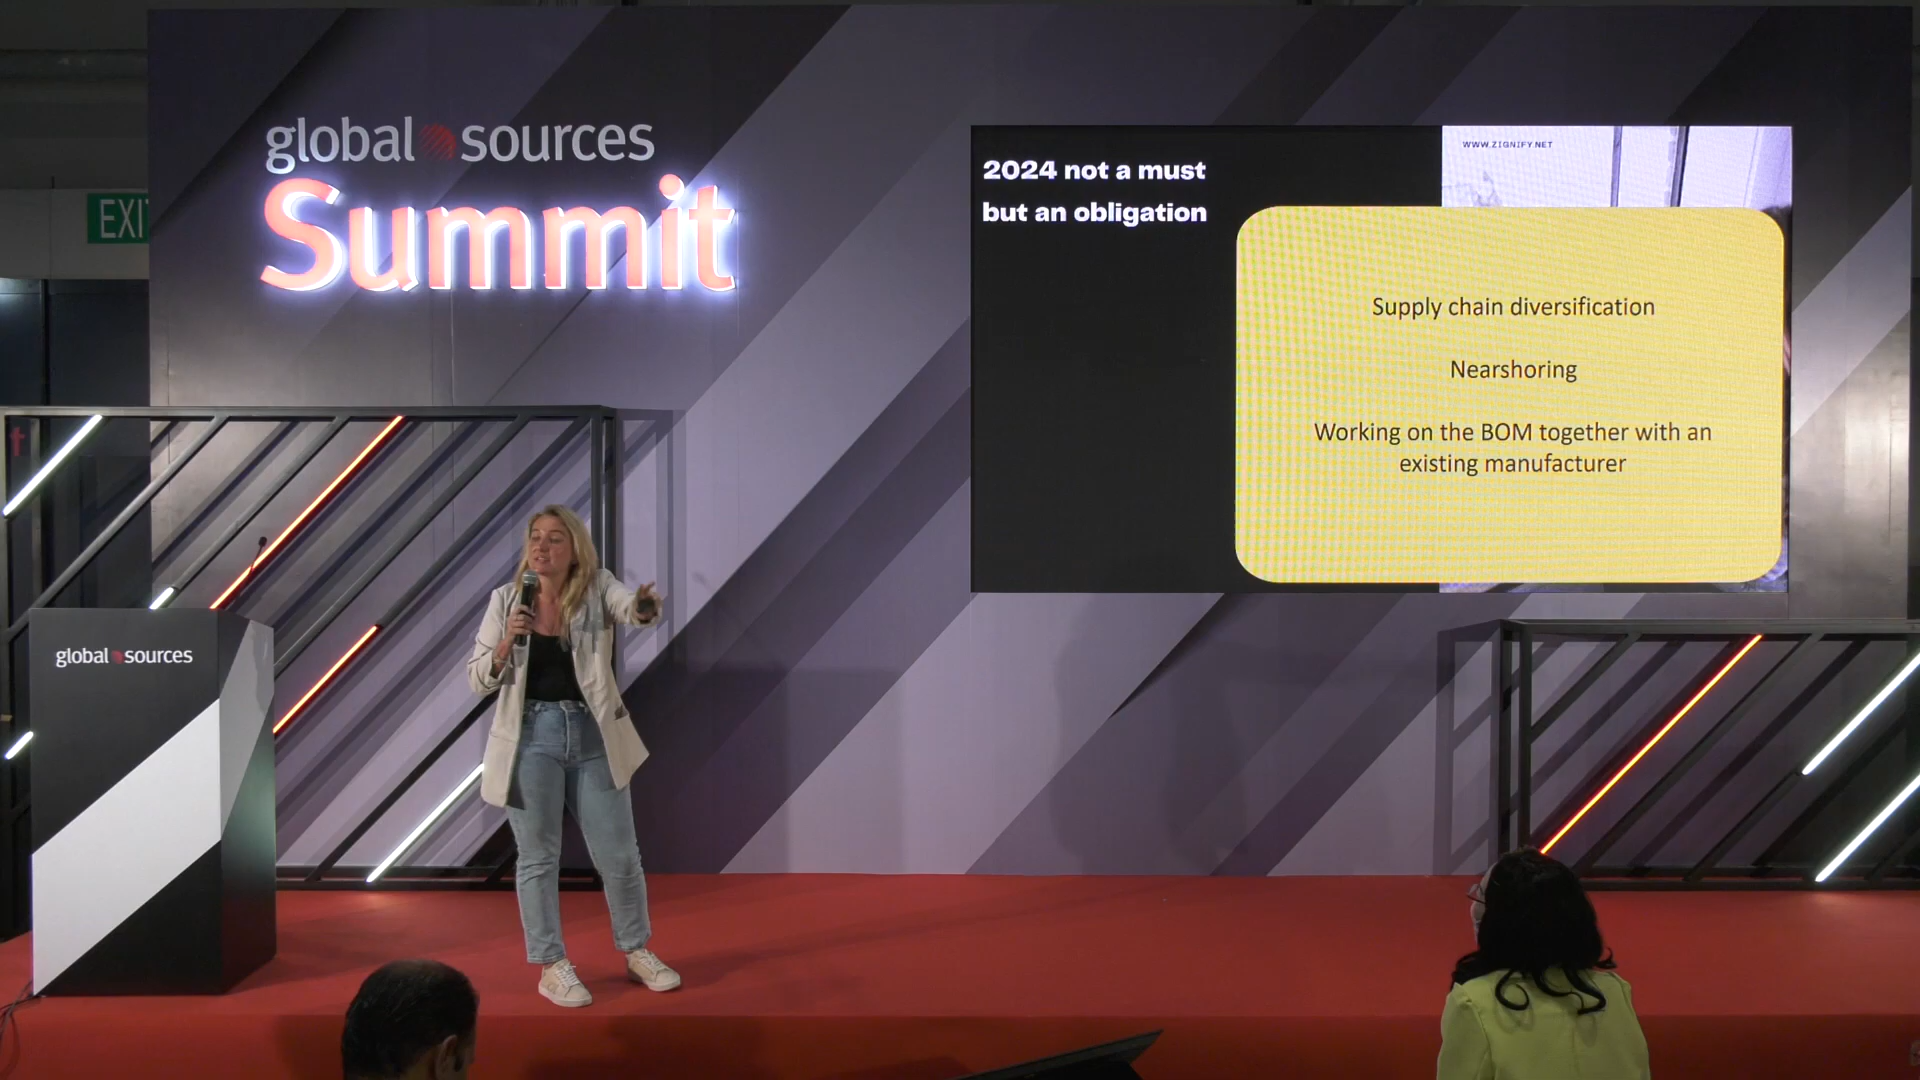 global sources
Summit
EXI
2024 not a must
but an obligation
WWW.ZIGNIFY.NET
Supply chain diversification
Nearshoring
Working on the BOM together with an
existing manufacturer
t
global sources